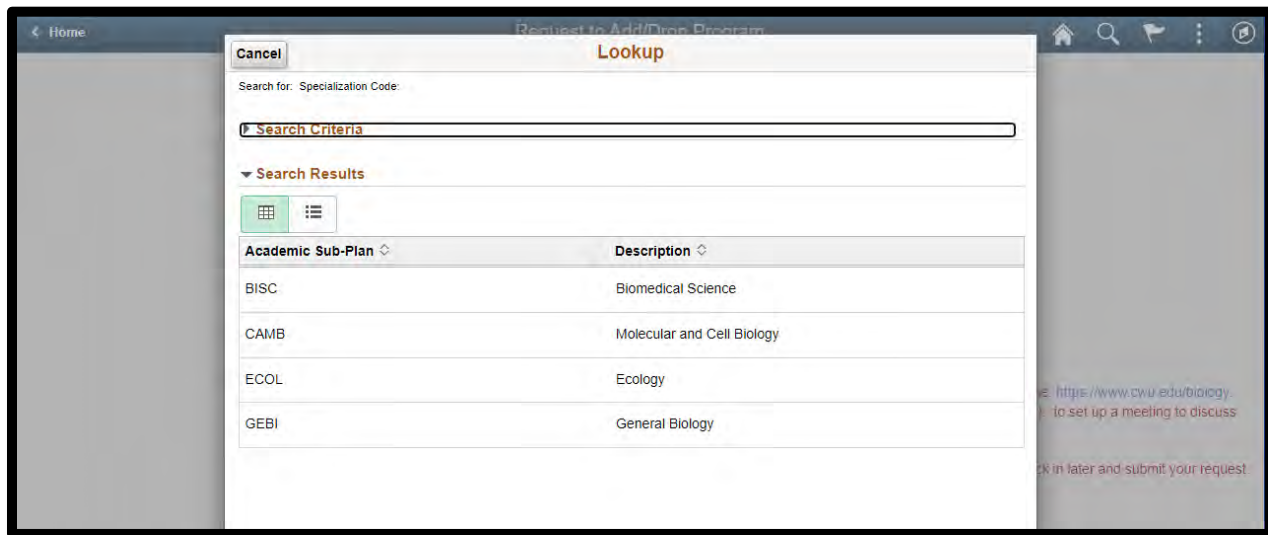 Home
Request to Add/Drop Program
Cancel
Lookup
Search for: Specialization Code:
Search Criteria
Search Results
Academic Sub-Plan Description
BISC Biomedical Science
CAMB Molecular and Cell Biology
ECOL Ecology
GEBI General Biology
https://www.cwu.edu/biology
to set up a meeting to discuss
in later and submit your request